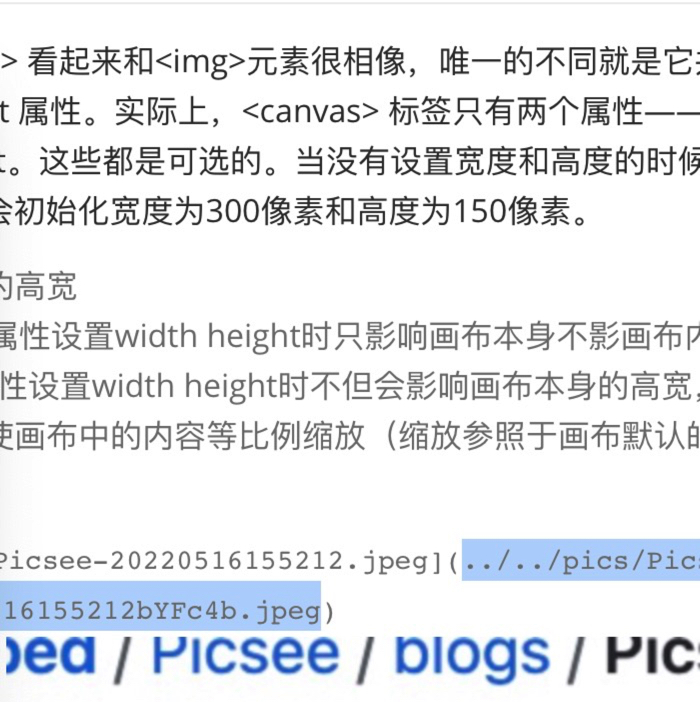 > 看起来和<img>元素很相像，唯一的不同就是它
t 属性。实际上，<canvas> 标签只有两个属性——
t。这些都是可选的。当没有设置宽度和高度的时候
会初始化宽度为300像素和高度为150像素。
的高宽
属性设置width height时只影响画布本身不影画布内
性设置width height时不但会影响画布本身的高宽，
使画布中的内容等比例缩放（缩放参照于画布默认的
Picsee-20220516155212.jpeg](../../pics/Pics
16155212bYFc4b.jpeg)
ped / Picsee / blogs / Pics